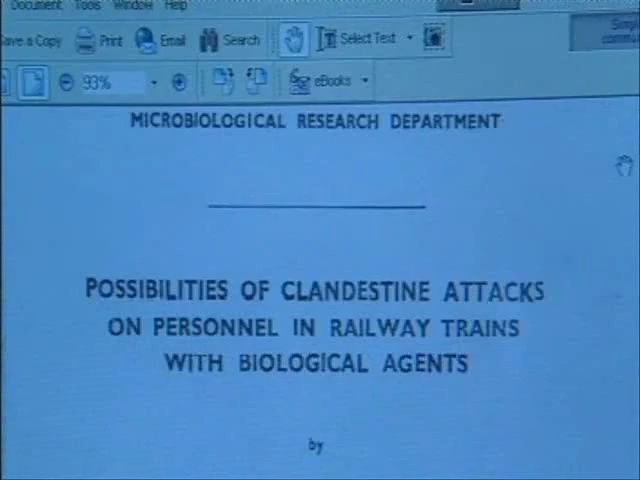 Document Tools Window Help
Save a Copy Print Email Search Select Text
93% eBooks
MICROBIOLOGICAL RESEARCH DEPARTMENT
POSSIBILITIES OF CLANDESTINE ATTACKS
ON PERSONNEL IN RAILWAY TRAINS
WITH BIOLOGICAL AGENTS
by